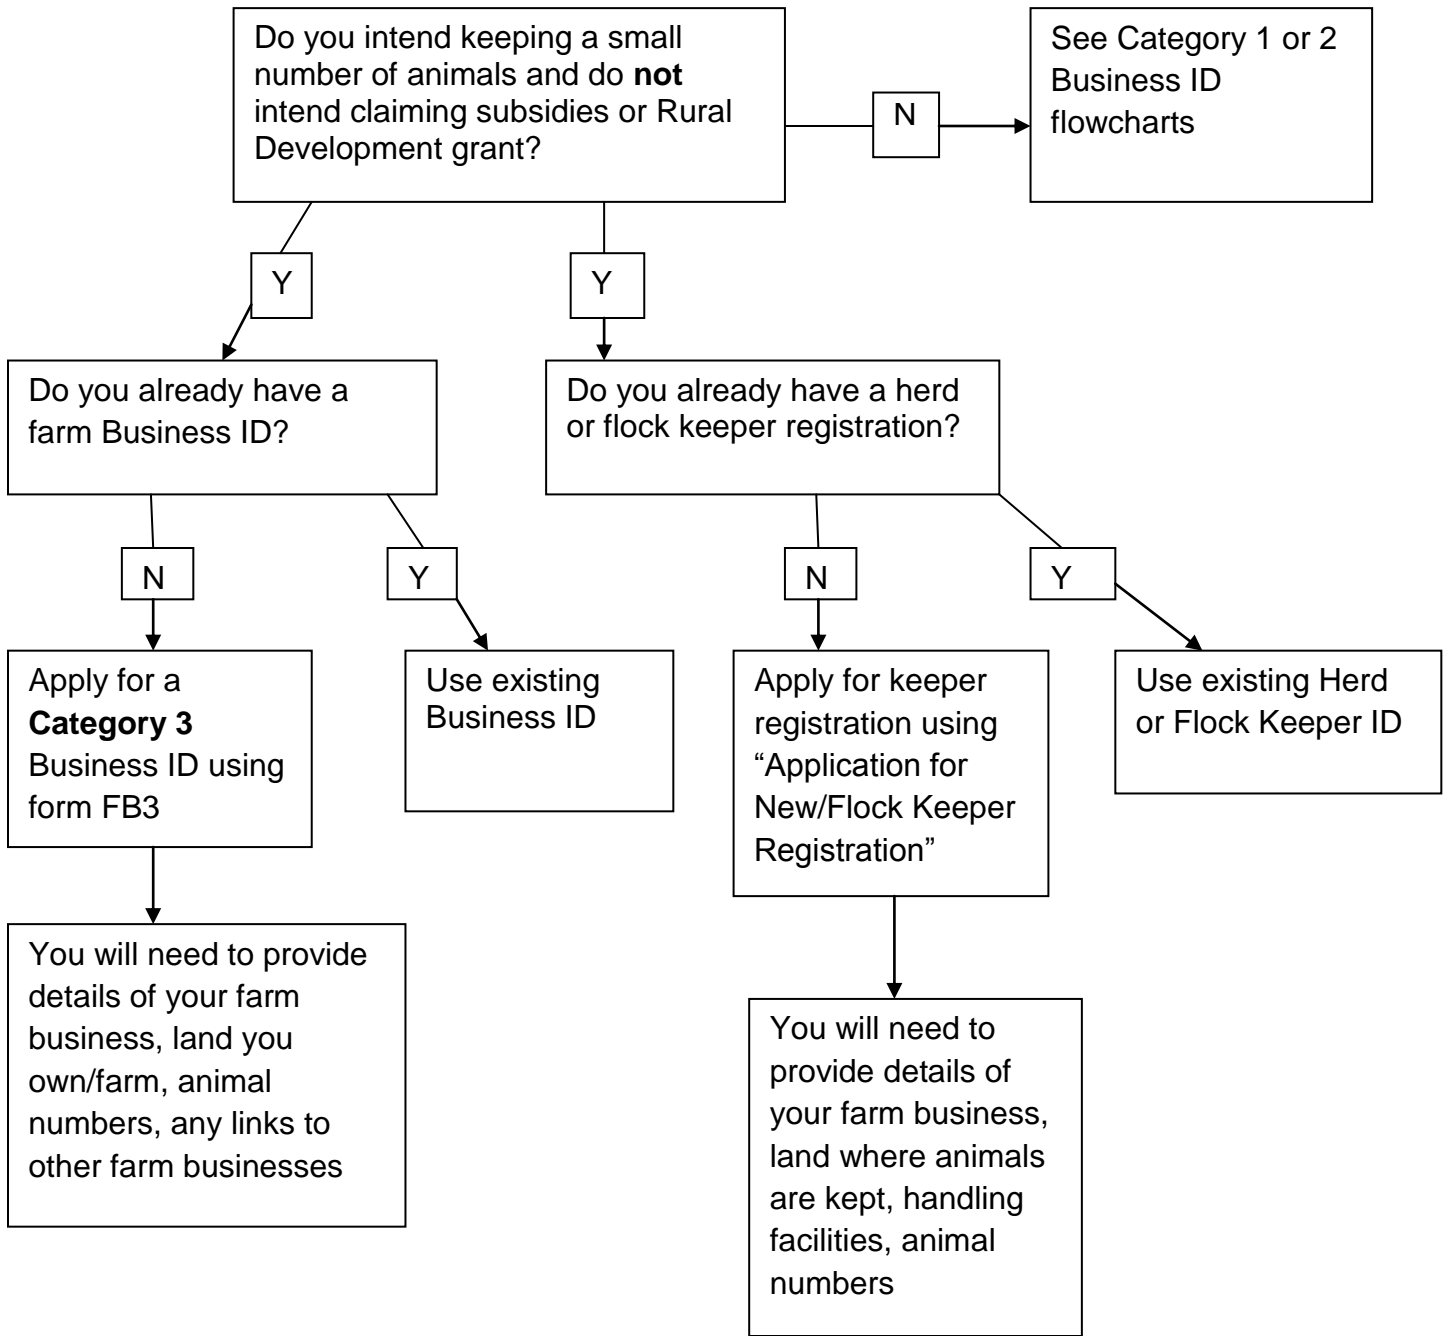 Do you intend keeping a small
number of animals and do not
intend claiming subsidies or Rural
Development grant?
N
See Category 1 or 2
Business ID
flowcharts
Y
Y
Do you already have a
farm Business ID?
Do you already have a herd
or flock keeper registration?
N
Y
N
Y
Apply for a
Category 3
Business ID using
form FB3
Use existing
Business ID
Apply for keeper
registration using
“Application for
New/Flock Keeper
Registration”
Use existing Herd
or Flock Keeper ID
You will need to provide
details of your farm
business, land you
own/farm, animal
numbers, any links to
other farm businesses
You will need to
provide details of
your farm business,
land where animals
are kept, handling
facilities, animal
numbers